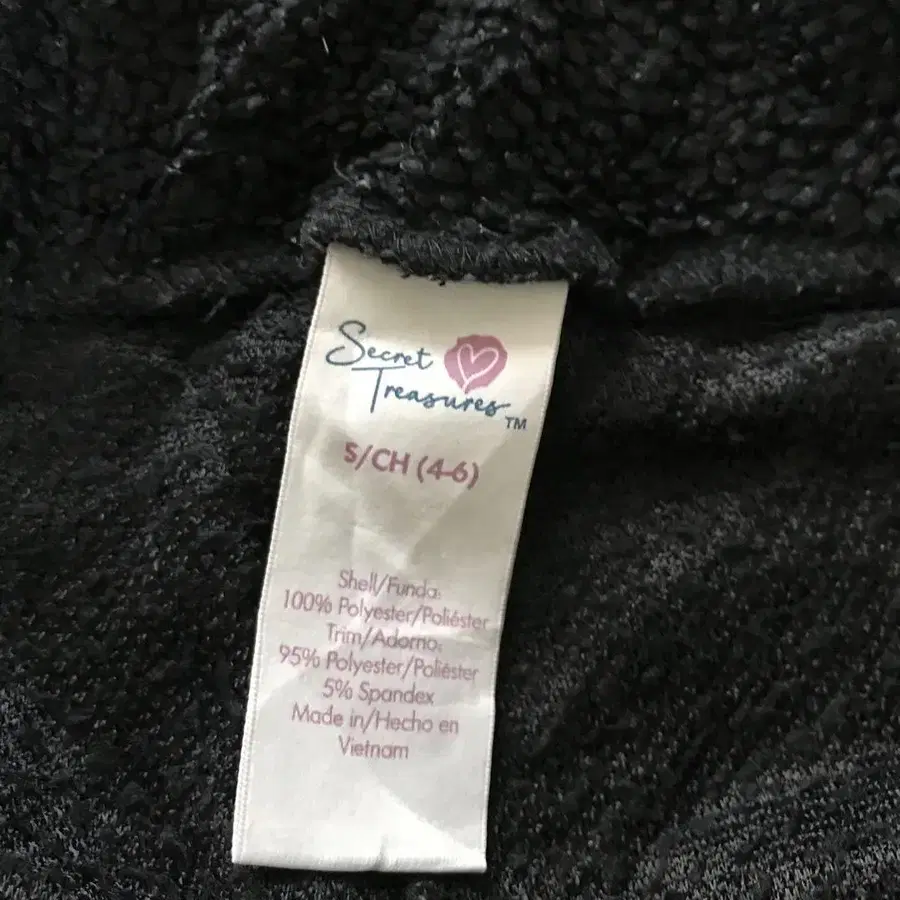 Secret
Treasures
TM
S/CH (4-6)
Shell/Funda:
100% Polyester/Poliéster
Trim/Adorno:
95% Polyester/Poliéster
5% Spandex
Made in/Hecho en
Vietnam